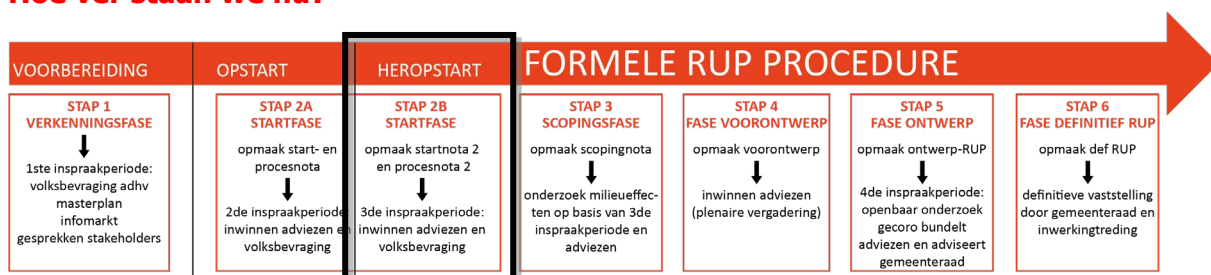 Hoe ver staan we nu?
VOORBEREIDING
OPSTART
HEROPSTART
FORMELE RUP PROCEDURE
STAP 1
VERKENNINGSFASE
1ste inspraakperiode:
volksbevraging adhv
masterplan
infomarkt
gesprekken stakeholders
STAP 2A
STARTFASE
opmaak start- en
procesnota
2de inspraakperiode:
inwinnen adviezen en
volksbevraging
STAP 2B
STARTFASE
opmaak startnota 2
en procesnota 2
3de inspraakperiode:
inwinnen adviezen en
volksbevraging
STAP 3
SCOPINGSFASE
opmaak scopingnota
onderzoek milieueffec-
ten op basis van 3de
inspraakperiode en
adviezen
STAP 4
FASE VOORONTWERP
opmaak voorontwerp
inwinnen adviezen
(plenaire vergadering)
STAP 5
FASE ONTWERP
opmaak ontwerp-RUP
4de inspraakperiode:
openbaar onderzoek
gecoro bundelt
adviezen en adviseert
gemeenteraad
STAP 6
FASE DEFINITIEF RUP
opmaak def RUP
definitieve vaststelling
door gemeenteraad en
inwerkingtreding